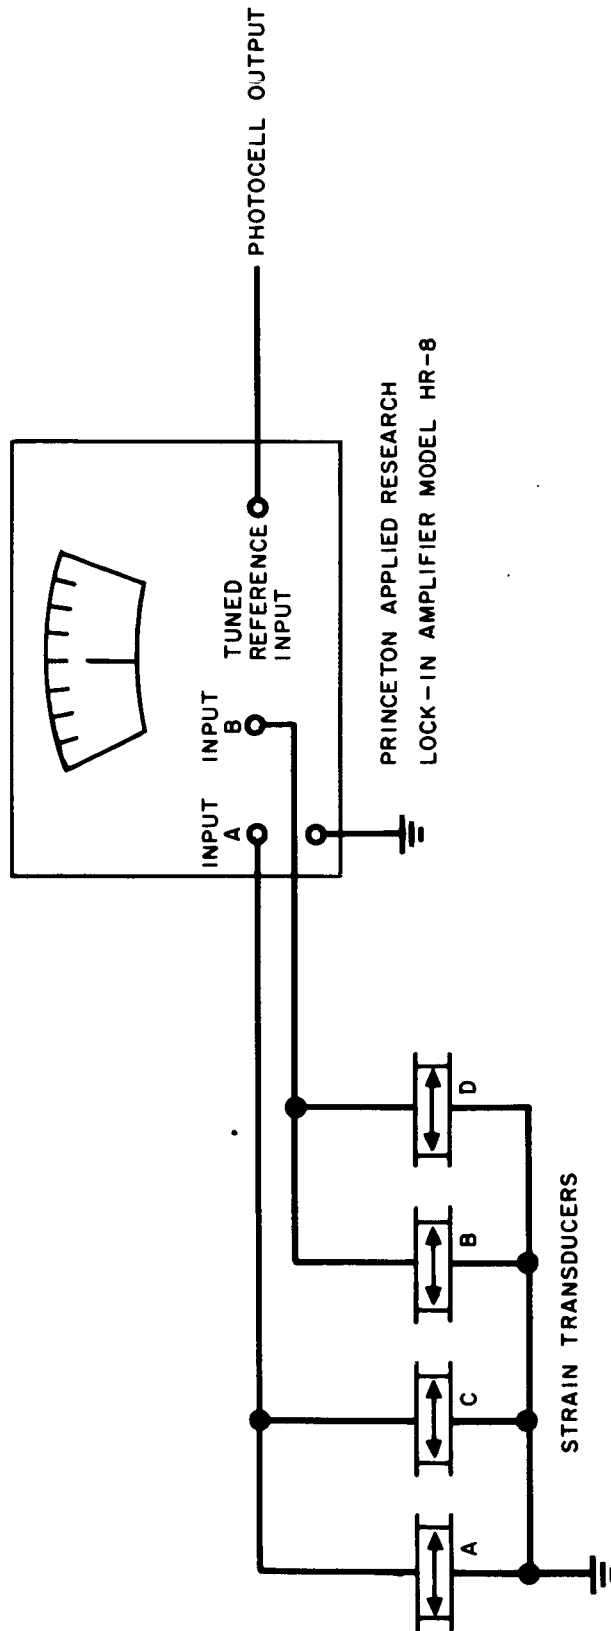 INPUT
A
INPUT
B
TUNED
REFERENCE
INPUT
PHOTOCELL OUTPUT
PRINCETON APPLIED RESEARCH
LOCK-IN AMPLIFIER MODEL HR-8
A
C
B
D
STRAIN TRANSDUCERS